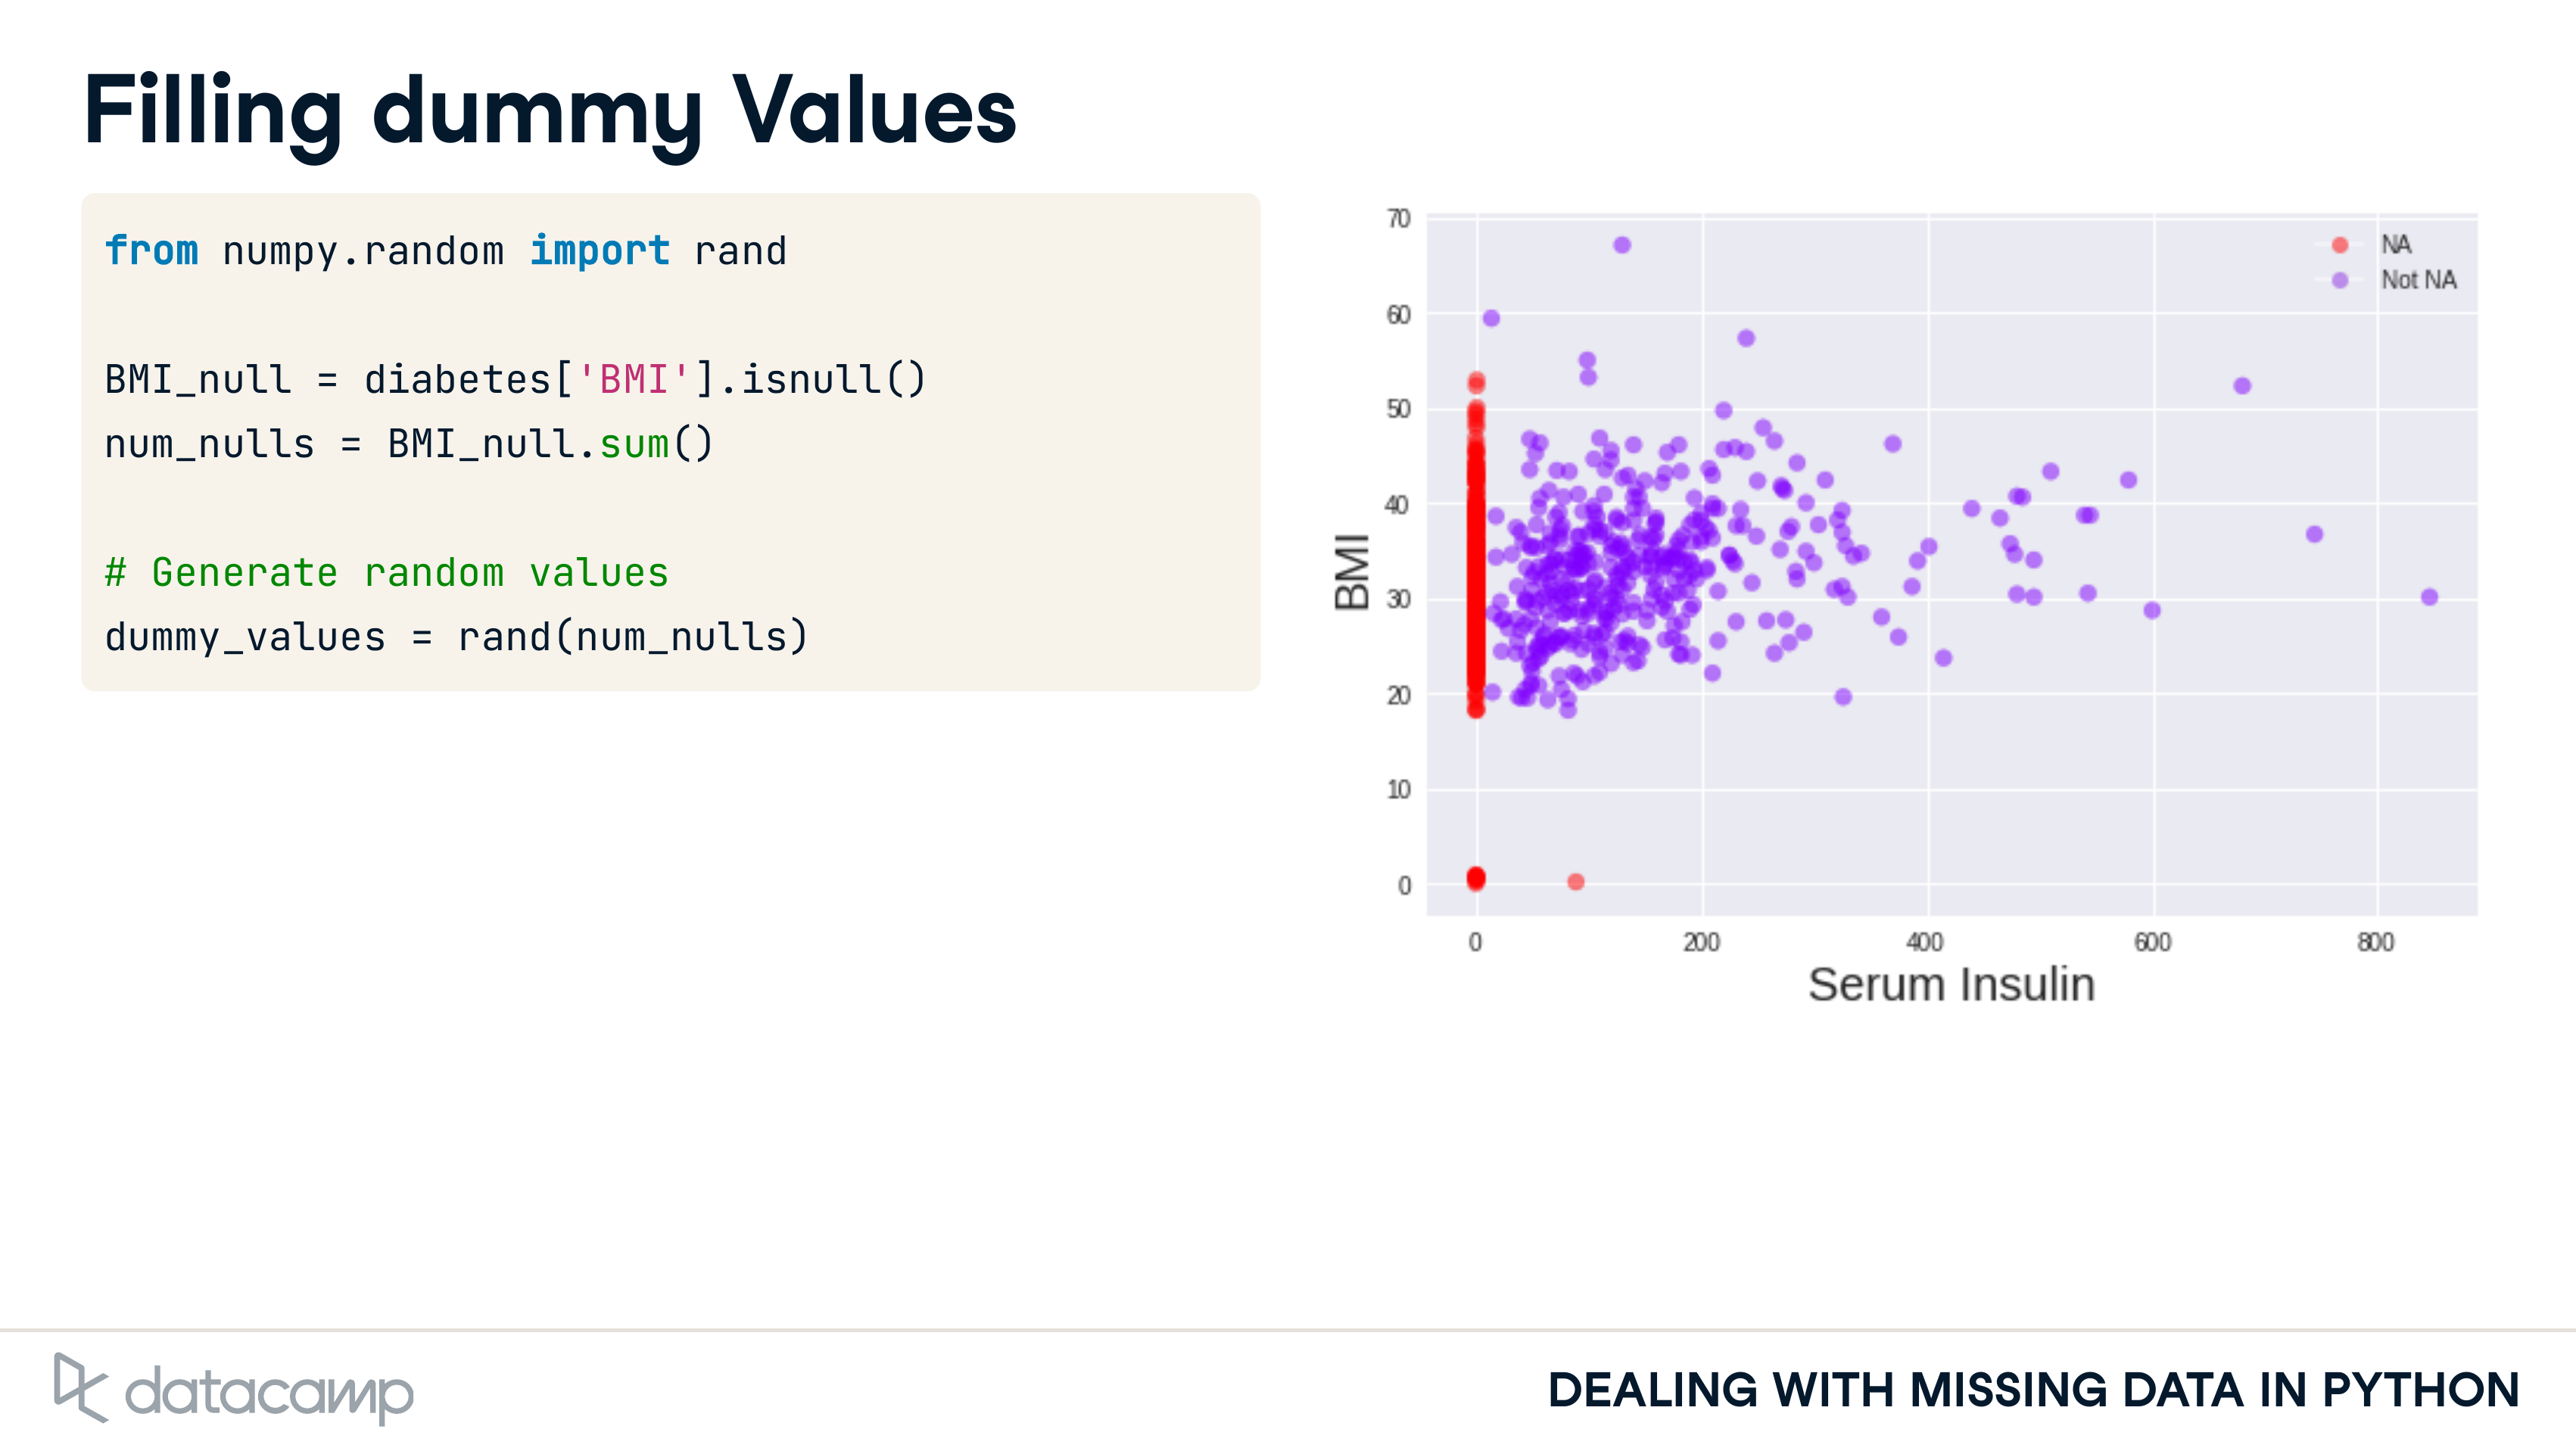 Filling dummy Values
from numpy.random import rand
BMI_null = diabetes['BMI'].isnull()
num_nulls = BMI_null.sum()
# Generate random values
dummy_values = rand(num_nulls)
70
60
50
40
30
20
10
0
BMI
NA
Not NA
0 200 400 600 800
Serum Insulin
datacamp
DEALING WITH MISSING DATA IN PYTHON